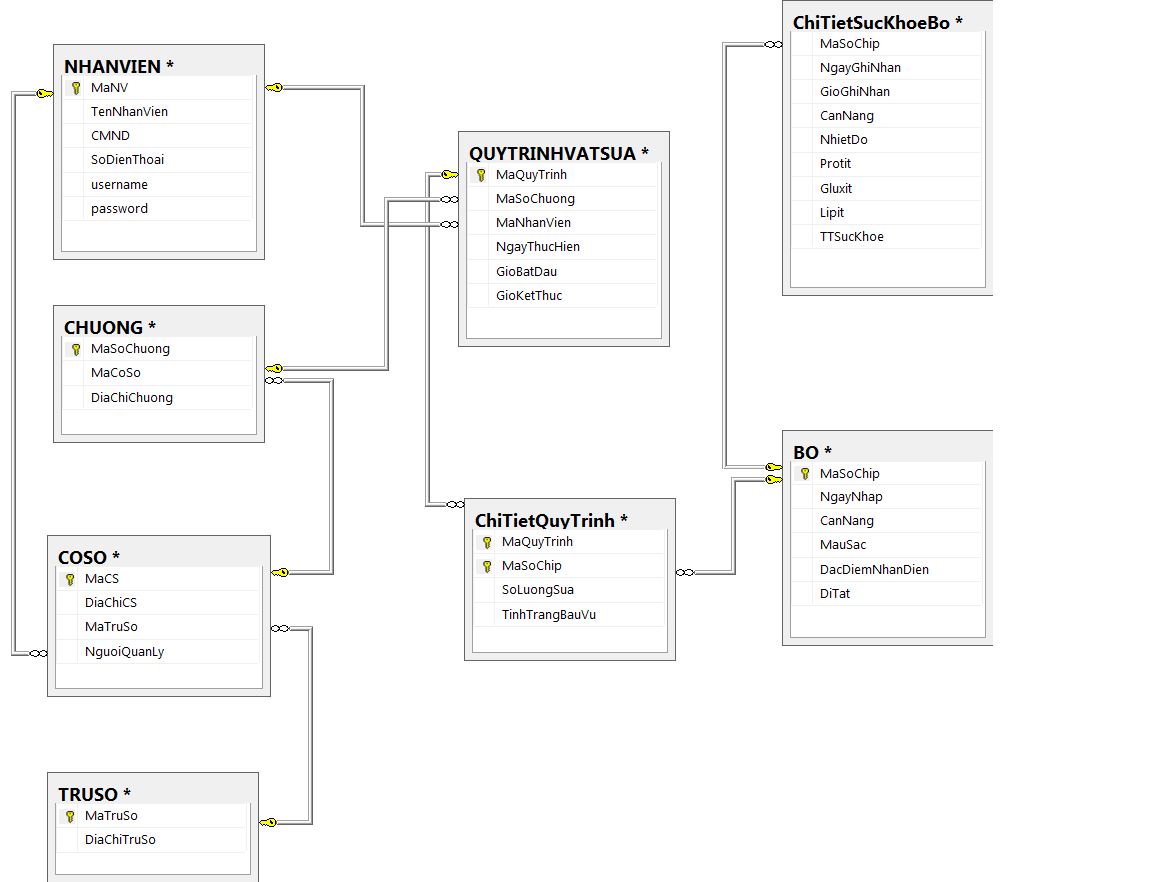 NHANVIEN *
MaNV
TenNhanVien
CMND
SoDienThoai
username
password
CHUONG *
MaSoChuong
MaCoSo
DiaChiChuong
COSO *
MaCS
DiaChiCS
MaTruSo
NguoiQuanLy
TRUSO *
MaTruSo
DiaChiTruSo
QUYTRINHVATSUA *
MaQuyTrinh
MaSoChuong
MaNhanVien
NgayThucHien
GioBatDau
GioKetThuc
ChiTietQuyTrinh *
MaQuyTrinh
MaSoChip
SoLuongSua
TinhTrangBauVu
ChiTietSucKhoeBo *
MaSoChip
NgayGhiNhan
GioGhiNhan
CanNang
NhietDo
Protit
Gluxit
Lipit
TTSucKhoe
BO *
MaSoChip
NgayNhap
CanNang
MauSac
DacDiemNhanDien
DiTat